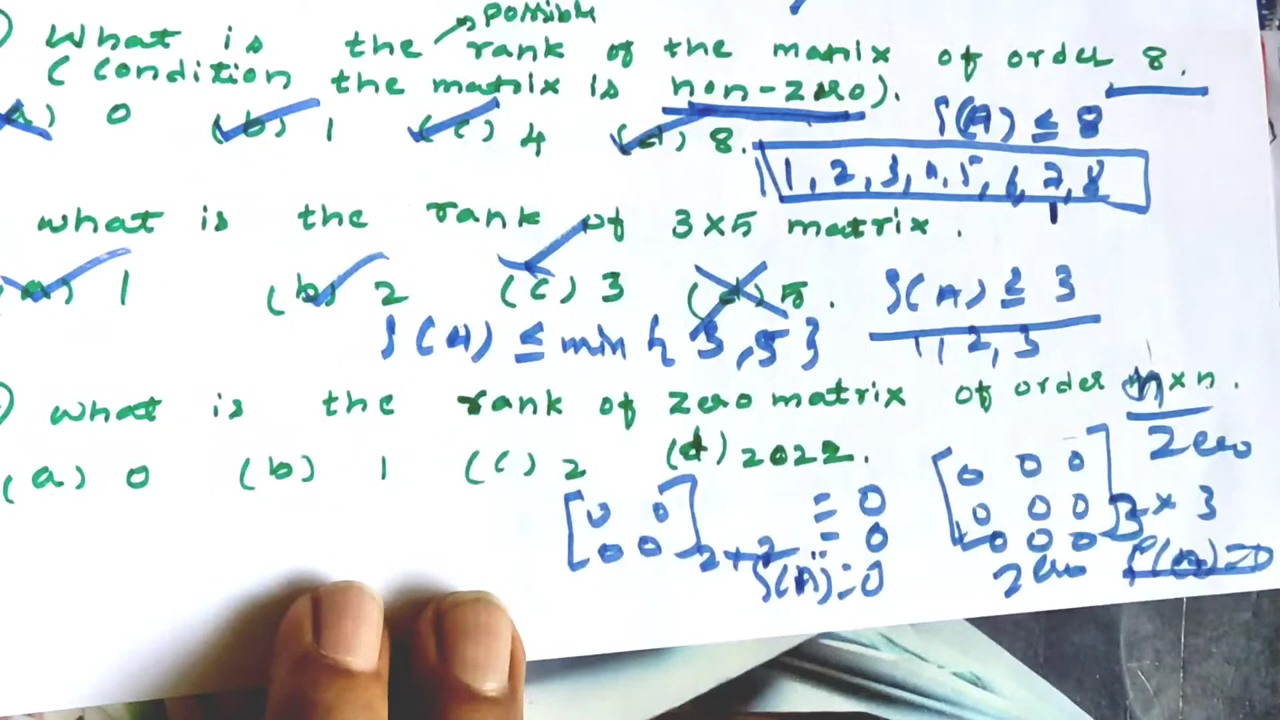 possible
) What is the rank of the matrix of order 8.
( Condition the matrix is non-zero).
a) 0 (b) 1 (c) 4 (d) 8. ρ(A) ≤ 8
1, 2, 3, 4, 5, 6, 7, 8
what is the rank of 3×5 matrix.
(a) 1 (b) 2 (c) 3 (d) 5. ρ(A) ≤ 3
ρ(A) ≤ min { 3, 5 } 1, 2, 3
) what is the rank of zero matrix of order n×n.
zero
(a) 0 (b) 1 (c) 2 (d) 2022.
0 0 0
0 0 = 0 0 0 0 3 × 3
0 0 2+2 = 0 0 0 0
ρ(A) = 0 zero ρ(A) = 0